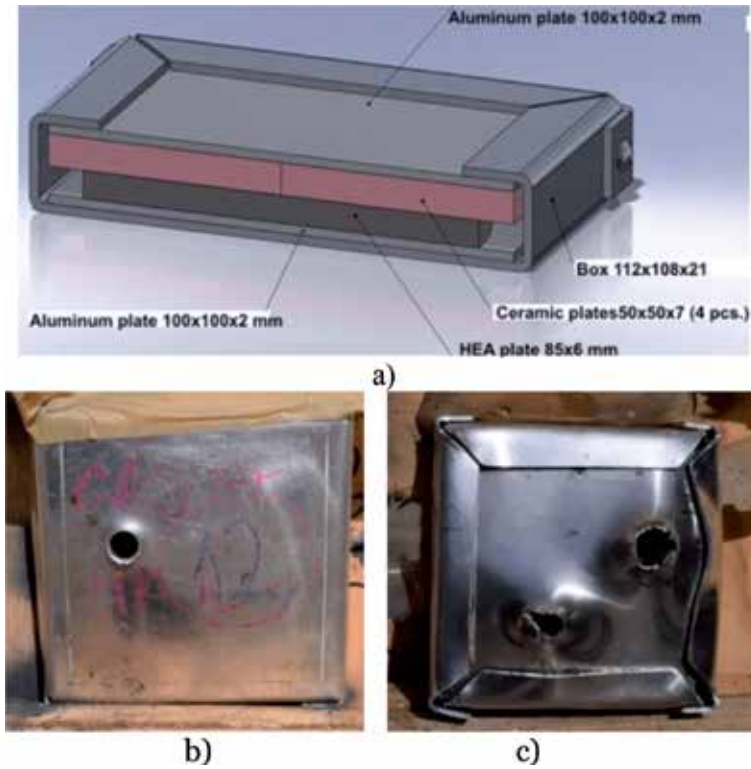 Aluminum plate 100x100x2 mm
Box 112x108x21
Ceramic plates50x50x7 (4 pcs.)
Aluminum plate 100x100x2 mm
HEA plate 85x6 mm
a)
b)
c)